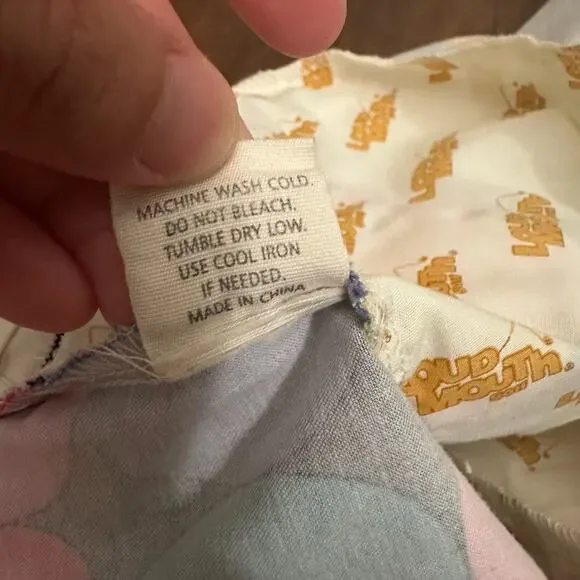 MACHINE WASH COLD.
DO NOT BLEACH.
TUMBLE DRY LOW.
USE COOL IRON
IF NEEDED.
MADE IN CHINA
LOUD
MOUTH